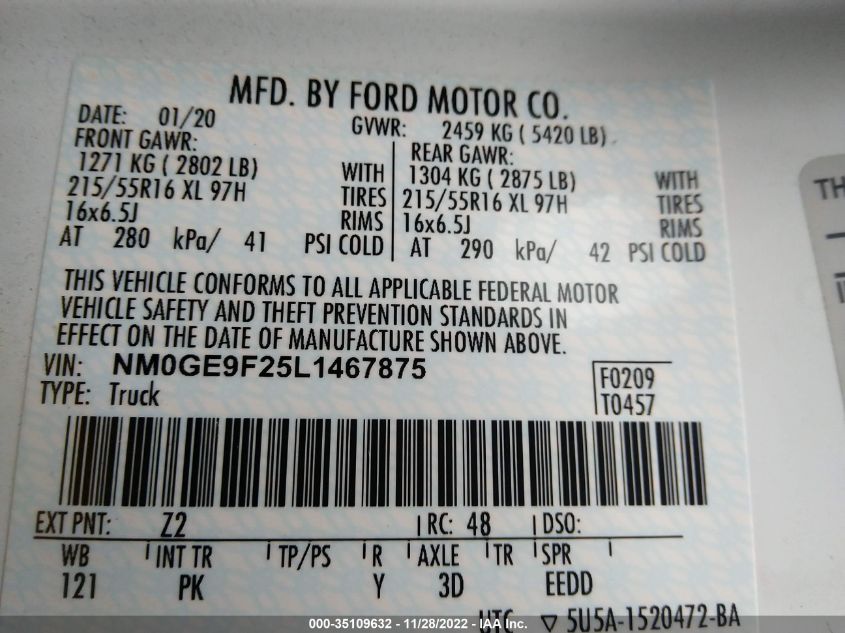 MFD. BY FORD MOTOR CO.
DATE: 01/20 GVWR: 2459 KG ( 5420 LB)
FRONT GAWR: REAR GAWR:
1271 KG ( 2802 LB) WITH 1304 KG ( 2875 LB) WITH
215/55R16 XL 97H TIRES 215/55R16 XL 97H TIRES
16x6.5J RIMS 16x6.5J RIMS
AT 280 kPa/ 41 PSI COLD AT 290 kPa/ 42 PSI COLD
THIS VEHICLE CONFORMS TO ALL APPLICABLE FEDERAL MOTOR
VEHICLE SAFETY AND THEFT PREVENTION STANDARDS IN
EFFECT ON THE DATE OF MANUFACTURE SHOWN ABOVE.
VIN: NM0GE9F25L1467875 F0209
TYPE: Truck T0457
EXT PNT: Z2 RC: 48 DSO:
WB INT TR TP/PS R AXLE TR SPR
121 PK Y 3D EEDD
UTC ▽ 5U5A-1520472-BA
TH
000-35109632 - 11/28/2022 - IAA Inc.